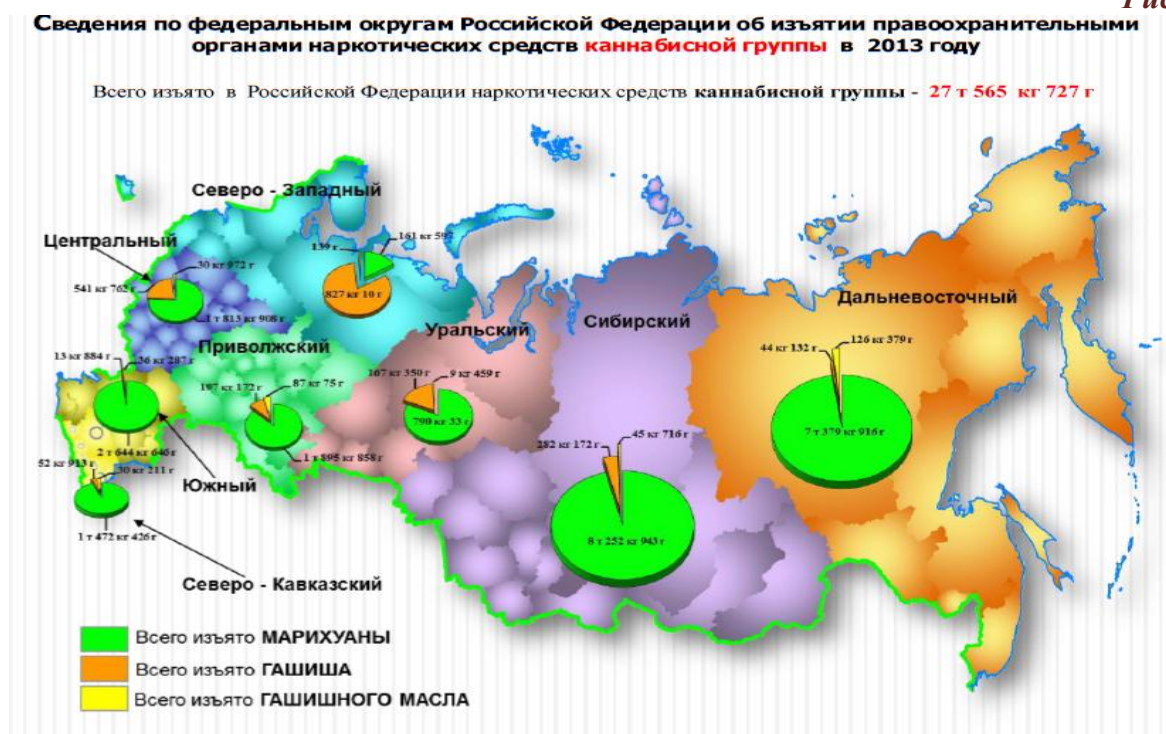 Рис
Сведения по федеральным округам Российской Федерации об изъятии правоохранительными
органами наркотических средств каннабисной группы в 2013 году
Всего изъято в Российской Федерации наркотических средств каннабисной группы - 27 т 565 кг 727 г
Северо - Западный
139 г
161 кг 597
827 кг 10 г
Центральный
30 кг 972 г
541 кг 762 г
1 т 813 кг 908 г
Приволжский
197 кг 172 г
87 кг 75 г
1 т 895 кг 858 г
Уральский
167 кг 350 г
9 кг 459 г
790 кг 33 г
Сибирский
282 кг 172 г
45 кг 716 г
8 т 252 кг 943 г
Дальневосточный
44 кг 132 г
126 кг 379 г
7 т 379 кг 916 г
13 кг 884 г
36 кг 287 г
2 т 644 кг 646 г
Южный
52 кг 913 г
30 кг 211 г
1 т 472 кг 426 г
Северо - Кавказский
Всего изъято МАРИХУАНЫ
Всего изъято ГАШИША
Всего изъято ГАШИШНОГО МАСЛА